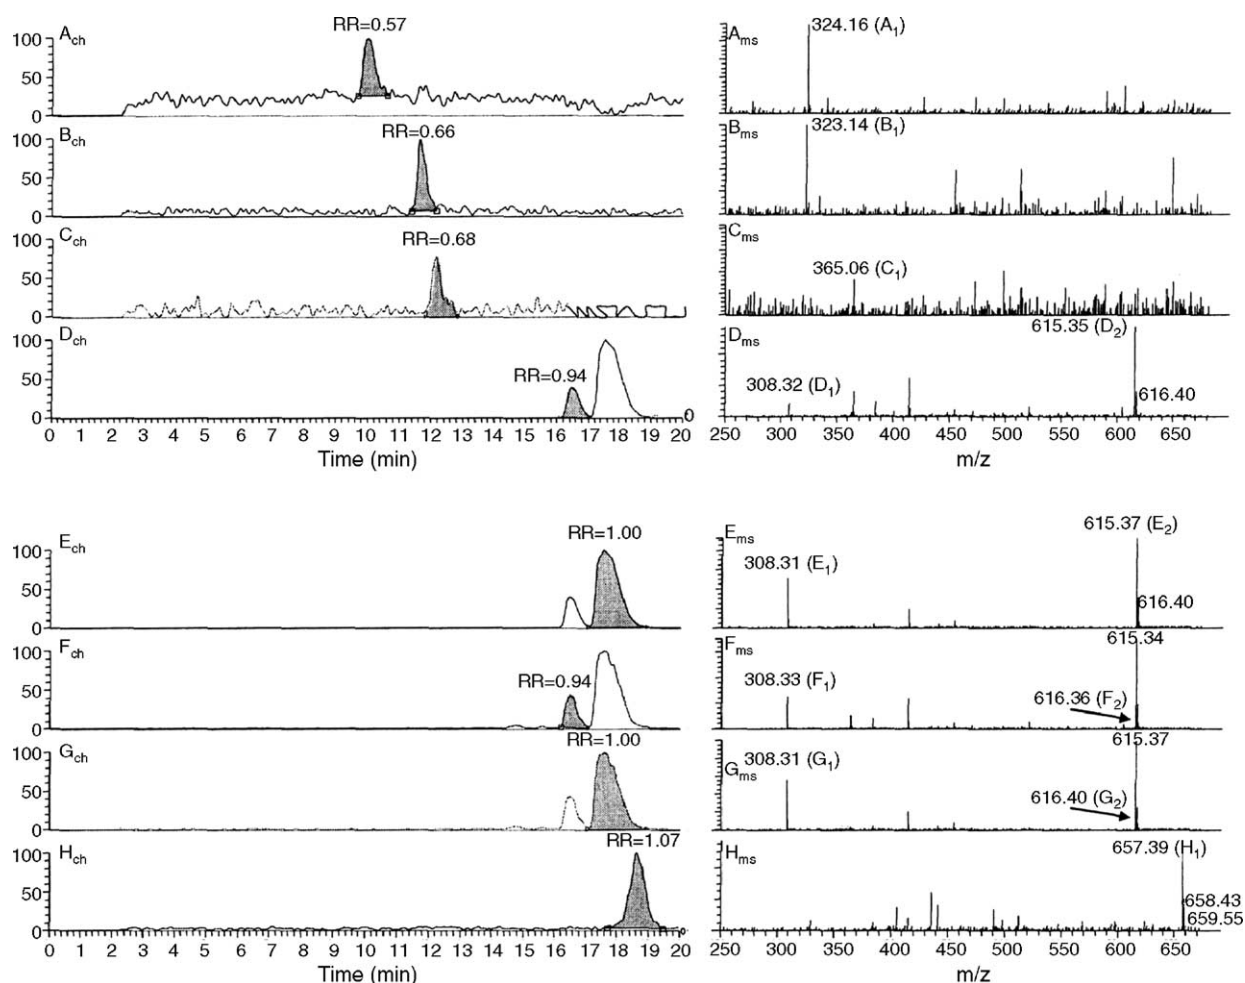 RR=0.57
A_ch
100
50
0
324.16 (A_1)
A_ms
RR=0.66
B_ch
100
50
0
323.14 (B_1)
B_ms
RR=0.68
C_ch
100
50
0
365.06 (C_1)
C_ms
D_ch
RR=0.94
100
50
0
0
0 1 2 3 4 5 6 7 8 9 10 11 12 13 14 15 16 17 18 19 20
Time (min)
615.35 (D_2)
D_ms
308.32 (D_1)
616.40
250 300 350 400 450 500 550 600 650
m/z
RR=1.00
E_ch
100
50
0
615.37 (E_2)
E_ms
308.31 (E_1)
616.40
F_ch
RR=0.94
100
50
0
615.34
F_ms
308.33 (F_1)
616.36 (F_2)
RR=1.00
G_ch
100
50
0
615.37
308.31 (G_1)
G_ms
616.40 (G_2)
RR=1.07
H_ch
100
50
0
0 1 2 3 4 5 6 7 8 9 10 11 12 13 14 15 16 17 18 19 20
Time (min)
657.39 (H_1)
H_ms
658.43
659.55
250 300 350 400 450 500 550 600 650
m/z